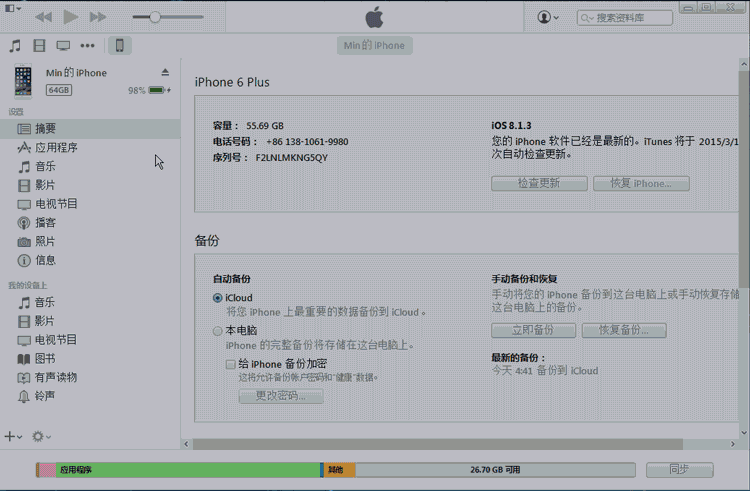 搜索资料库
Min 的 iPhone
Min 的 iPhone
64GB
98%
设置
摘要
应用程序
音乐
影片
电视节目
播客
照片
信息
我的设备上
音乐
影片
电视节目
图书
有声读物
铃声
iPhone 6 Plus
容量： 55.69 GB
电话号码： +86 138-1061-9980
序列号： F2LNLMKNG5QY
iOS 8.1.3
您的 iPhone 软件已经是最新的。iTunes 将于 2015/3/1
次自动检查更新。
检查更新
恢复 iPhone...
备份
自动备份
iCloud
将您 iPhone 上最重要的数据备份到 iCloud。
本电脑
iPhone 的完整备份将存储在这台电脑上。
给 iPhone 备份加密
这将允许备份帐户密码和“健康”数据。
更改密码...
手动备份和恢复
手动将您的 iPhone 备份到这台电脑上或手动恢复存储
这台电脑上的备份。
立即备份
恢复备份...
最新的备份：
今天 4:41 备份到 iCloud
应用程序
其他
26.70 GB 可用
同步